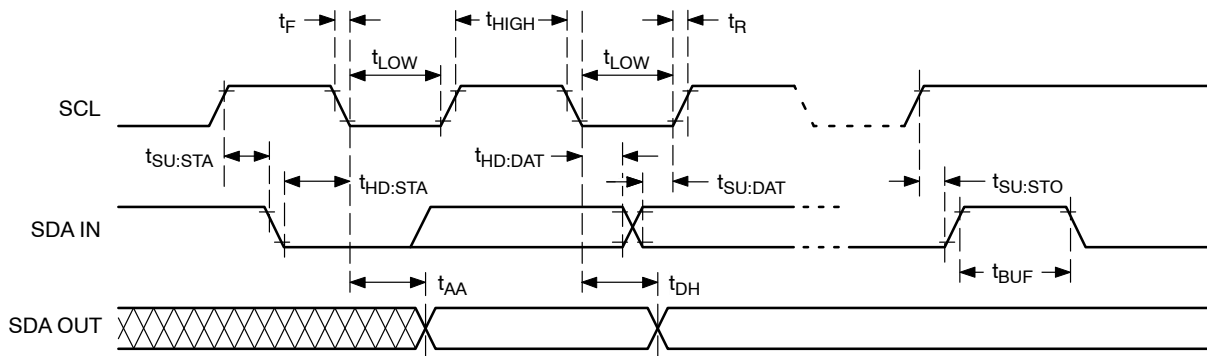 tF
tHIGH
tR
tLOW
tLOW
SCL
tSU:STA
tHD:DAT
tHD:STA
tSU:DAT
tSU:STO
SDA IN
tAA
tDH
tBUF
SDA OUT